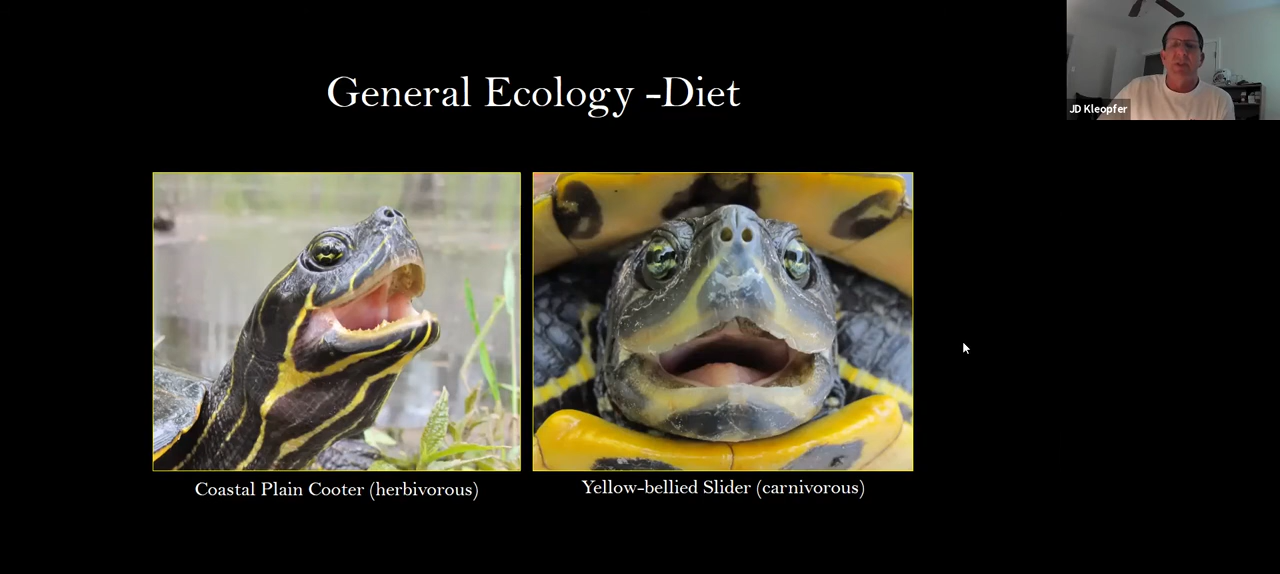 General Ecology -Diet
JD Kleopfer
Coastal Plain Cooter (herbivorous)
Yellow-bellied Slider (carnivorous)